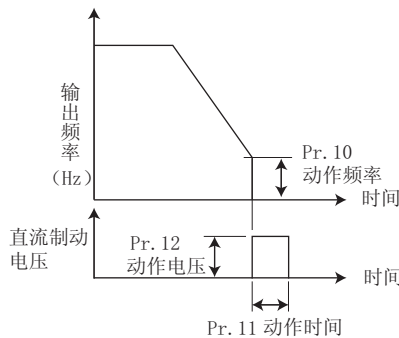 输出频率
(Hz)
Pr.10
动作频率
时间
直流制动
电压
Pr.12
动作电压
时间
Pr.11 动作时间